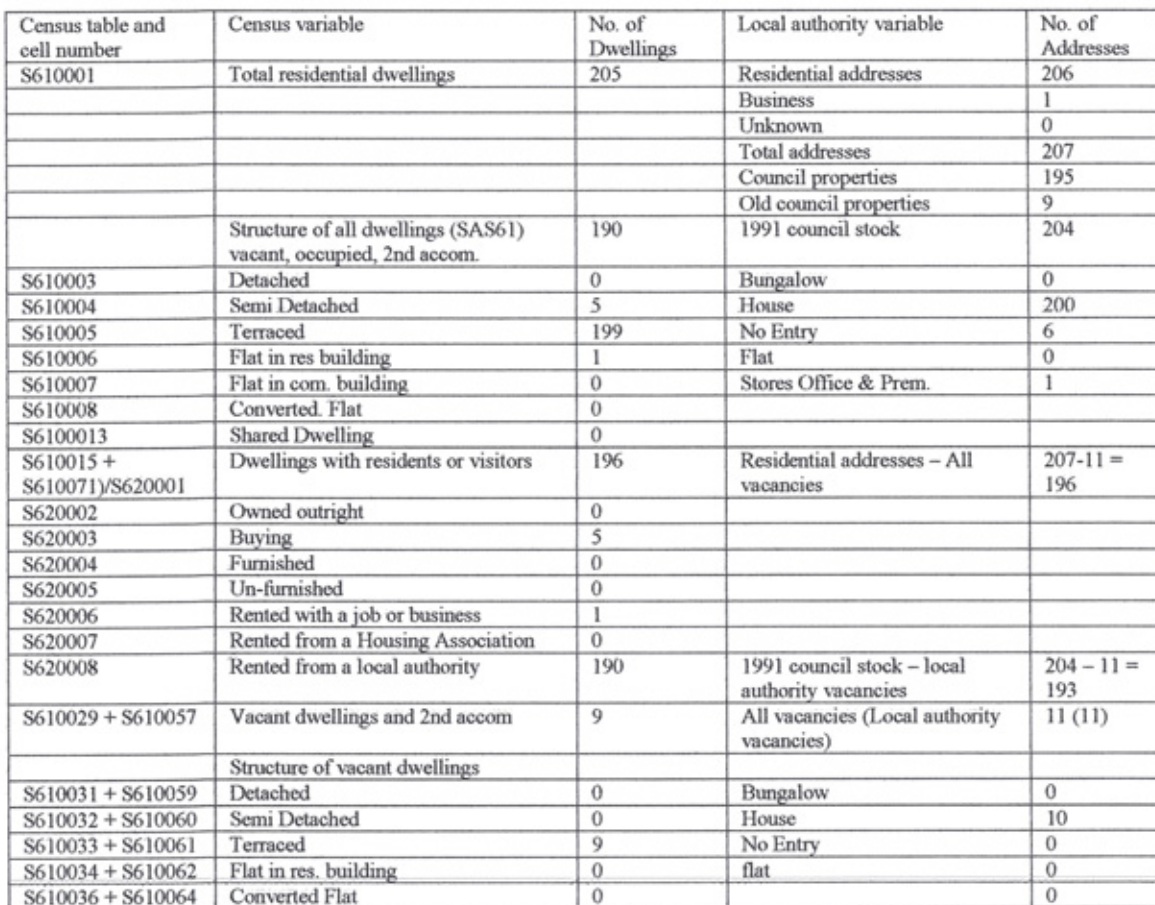 Census table and cell number | Census variable | No. of Dwellings | Local authority variable | No. of Addresses
S610001 | Total residential dwellings | 205 | Residential addresses | 206
Business | 1
Unknown | 0
Total addresses | 207
Council properties | 195
Old council properties | 9
Structure of all dwellings (SAS61) vacant, occupied, 2nd accom. | 190 | 1991 council stock | 204
S610003 | Detached | 0 | Bungalow | 0
S610004 | Semi Detached | 5 | House | 200
S610005 | Terraced | 199 | No Entry | 6
S610006 | Flat in res building | 1 | Flat | 0
S610007 | Flat in com. building | 0 | Stores Office & Prem. | 1
S610008 | Converted. Flat | 0
S6100013 | Shared Dwelling | 0
S610015 + S610071)/S620001 | Dwellings with residents or visitors | 196 | Residential addresses – All vacancies | 207-11 = 196
S620002 | Owned outright | 0
S620003 | Buying | 5
S620004 | Furnished | 0
S620005 | Un-furnished | 0
S620006 | Rented with a job or business | 1
S620007 | Rented from a Housing Association | 0
S620008 | Rented from a local authority | 190 | 1991 council stock – local authority vacancies | 204 – 11 = 193
S610029 + S610057 | Vacant dwellings and 2nd accom | 9 | All vacancies (Local authority vacancies) | 11 (11)
Structure of vacant dwellings
S610031 + S610059 | Detached | 0 | Bungalow | 0
S610032 + S610060 | Semi Detached | 0 | House | 10
S610033 + S610061 | Terraced | 9 | No Entry | 0
S610034 + S610062 | Flat in res. building | 0 | flat | 0
S610036 + S610064 | Converted Flat | 0 | 0